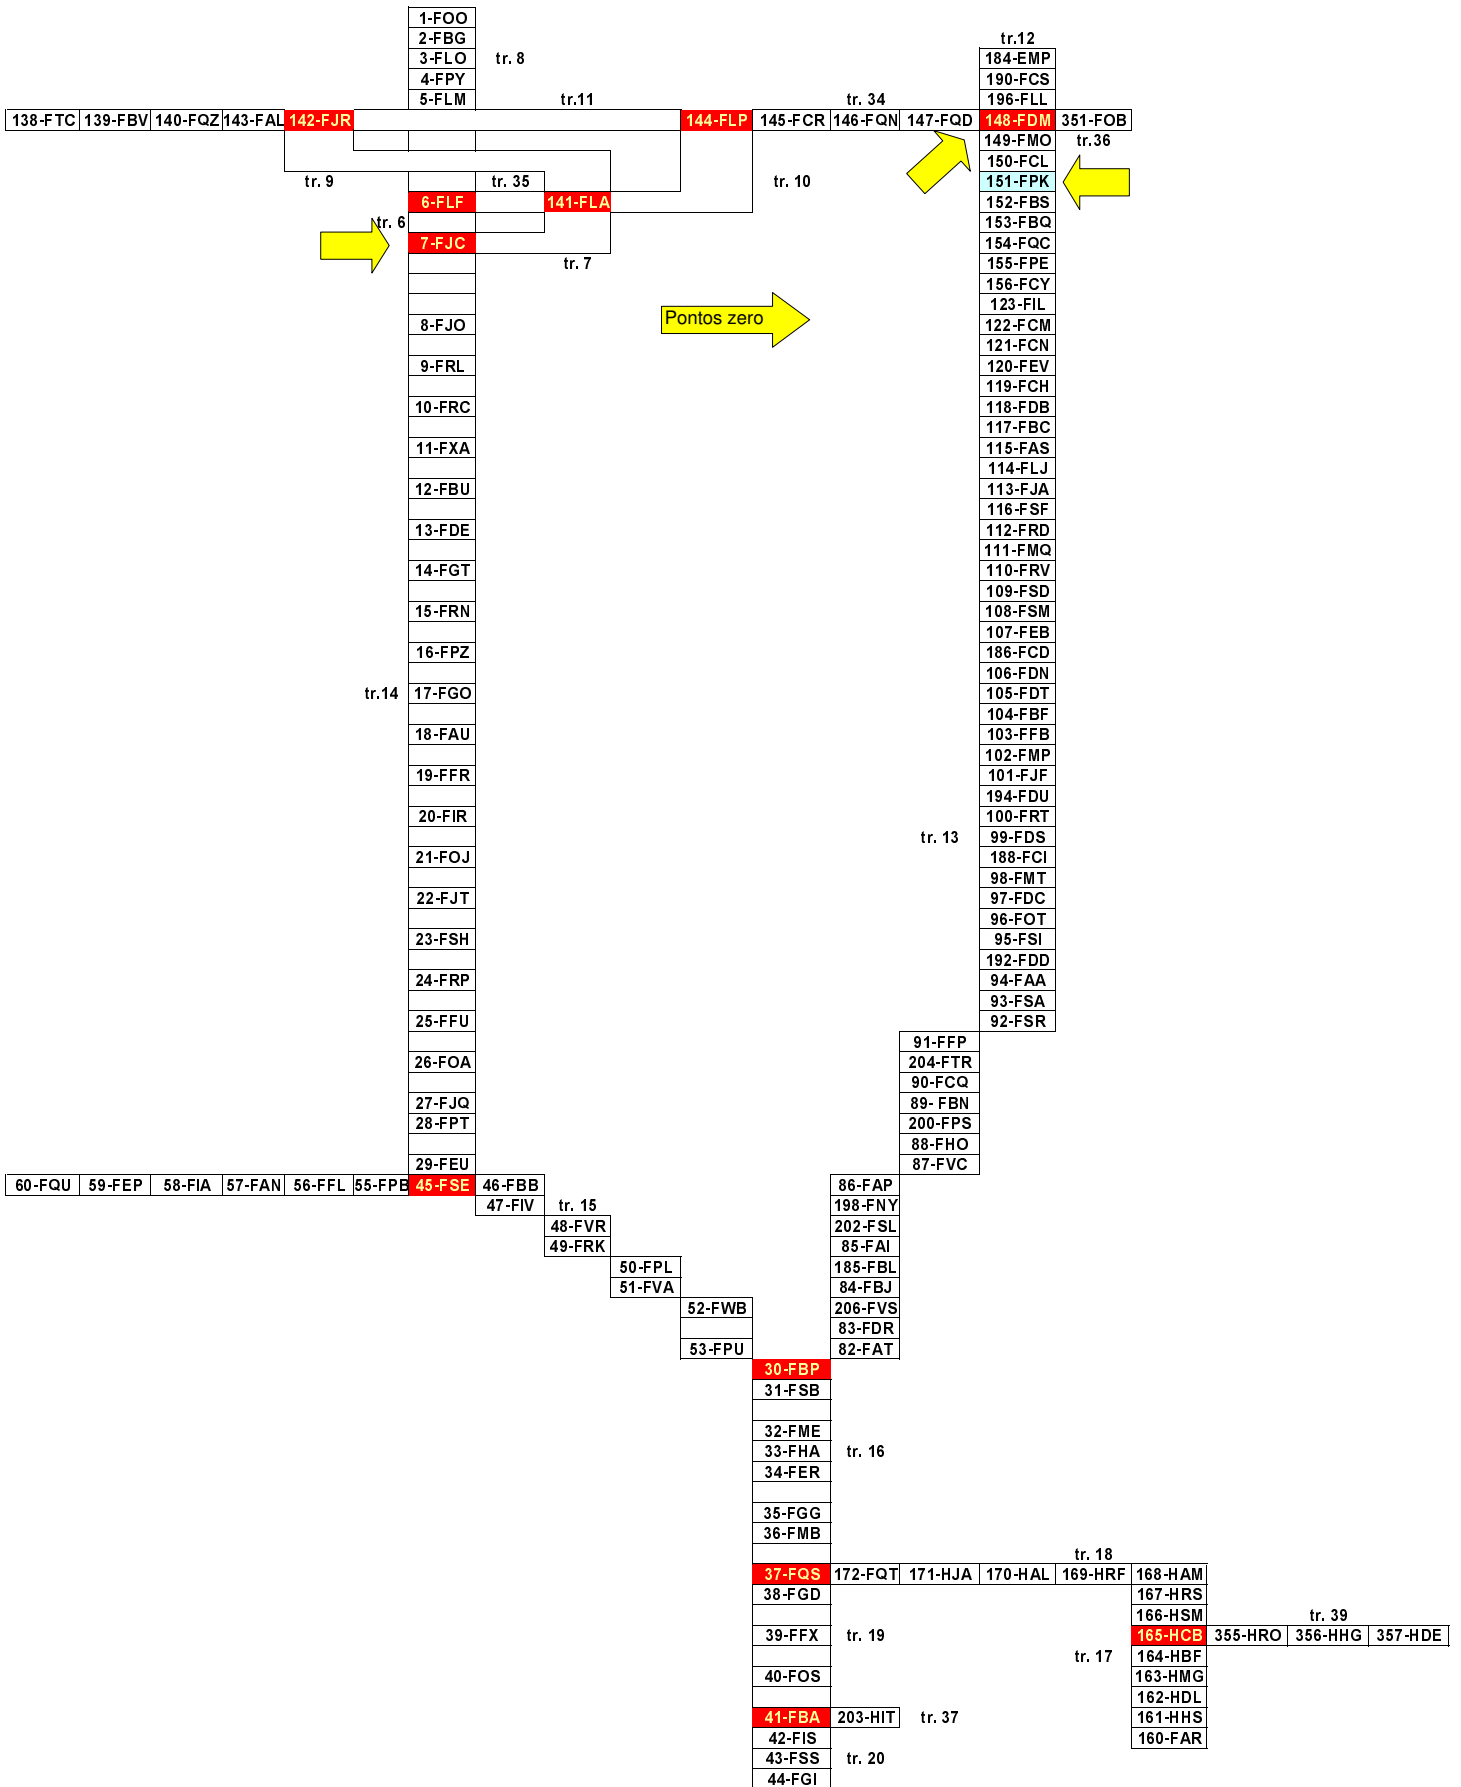 1-FOO
2-FBG tr.12
3-FLO tr. 8 184-EMP
4-FPY 190-FCS
5-FLM tr.11 tr. 34 196-FLL
138-FTC 139-FBV 140-FQZ 143-FAL 142-FJR 144-FLP 145-FCR 146-FQN 147-FQD 148-FDM 351-FOB
149-FMO tr.36
150-FCL
tr. 9 tr. 35 tr. 10 151-FPK
6-FLF 141-FLA 152-FBS
tr. 6 153-FBQ
7-FJC 154-FQC
tr. 7 155-FPE
156-FCY
123-FIL
Pontos zero
8-FJO 122-FCM
121-FCN
9-FRL 120-FEV
119-FCH
10-FRC 118-FDB
117-FBC
11-FXA 115-FAS
114-FLJ
12-FBU 113-FJA
116-FSF
13-FDE 112-FRD
111-FMQ
14-FGT 110-FRV
109-FSD
15-FRN 108-FSM
107-FEB
16-FPZ 186-FCD
106-FDN
tr.14 17-FGO 105-FDT
104-FBF
18-FAU 103-FFB
102-FMP
19-FFR 101-FJF
194-FDU
20-FIR 100-FRT
tr. 13 99-FDS
21-FOJ 188-FCI
98-FMT
22-FJT 97-FDC
96-FOT
23-FSH 95-FSI
192-FDD
24-FRP 94-FAA
93-FSA
25-FFU 92-FSR
91-FFP
26-FOA 204-FTR
90-FCQ
27-FJQ 89- FBN
28-FPT 200-FPS
88-FHO
29-FEU 87-FVC
60-FQU 59-FEP 58-FIA 57-FAN 56-FFL 55-FPB 45-FSE 46-FBB 86-FAP
47-FIV tr. 15 198-FNY
48-FVR 202-FSL
49-FRK 85-FAI
50-FPL 185-FBL
51-FVA 84-FBJ
52-FWB 206-FVS
83-FDR
53-FPU 82-FAT
30-FBP
31-FSB
32-FME
33-FHA tr. 16
34-FER
35-FGG
36-FMB
tr. 18
37-FQS 172-FQT 171-HJA 170-HAL 169-HRF 168-HAM
38-FGD 167-HRS
166-HSM tr. 39
39-FFX tr. 19 165-HCB 355-HRO 356-HHG 357-HDE
tr. 17 164-HBF
40-FOS 163-HMG
162-HDL
41-FBA 203-HIT tr. 37 161-HHS
42-FIS 160-FAR
43-FSS tr. 20
44-FGI